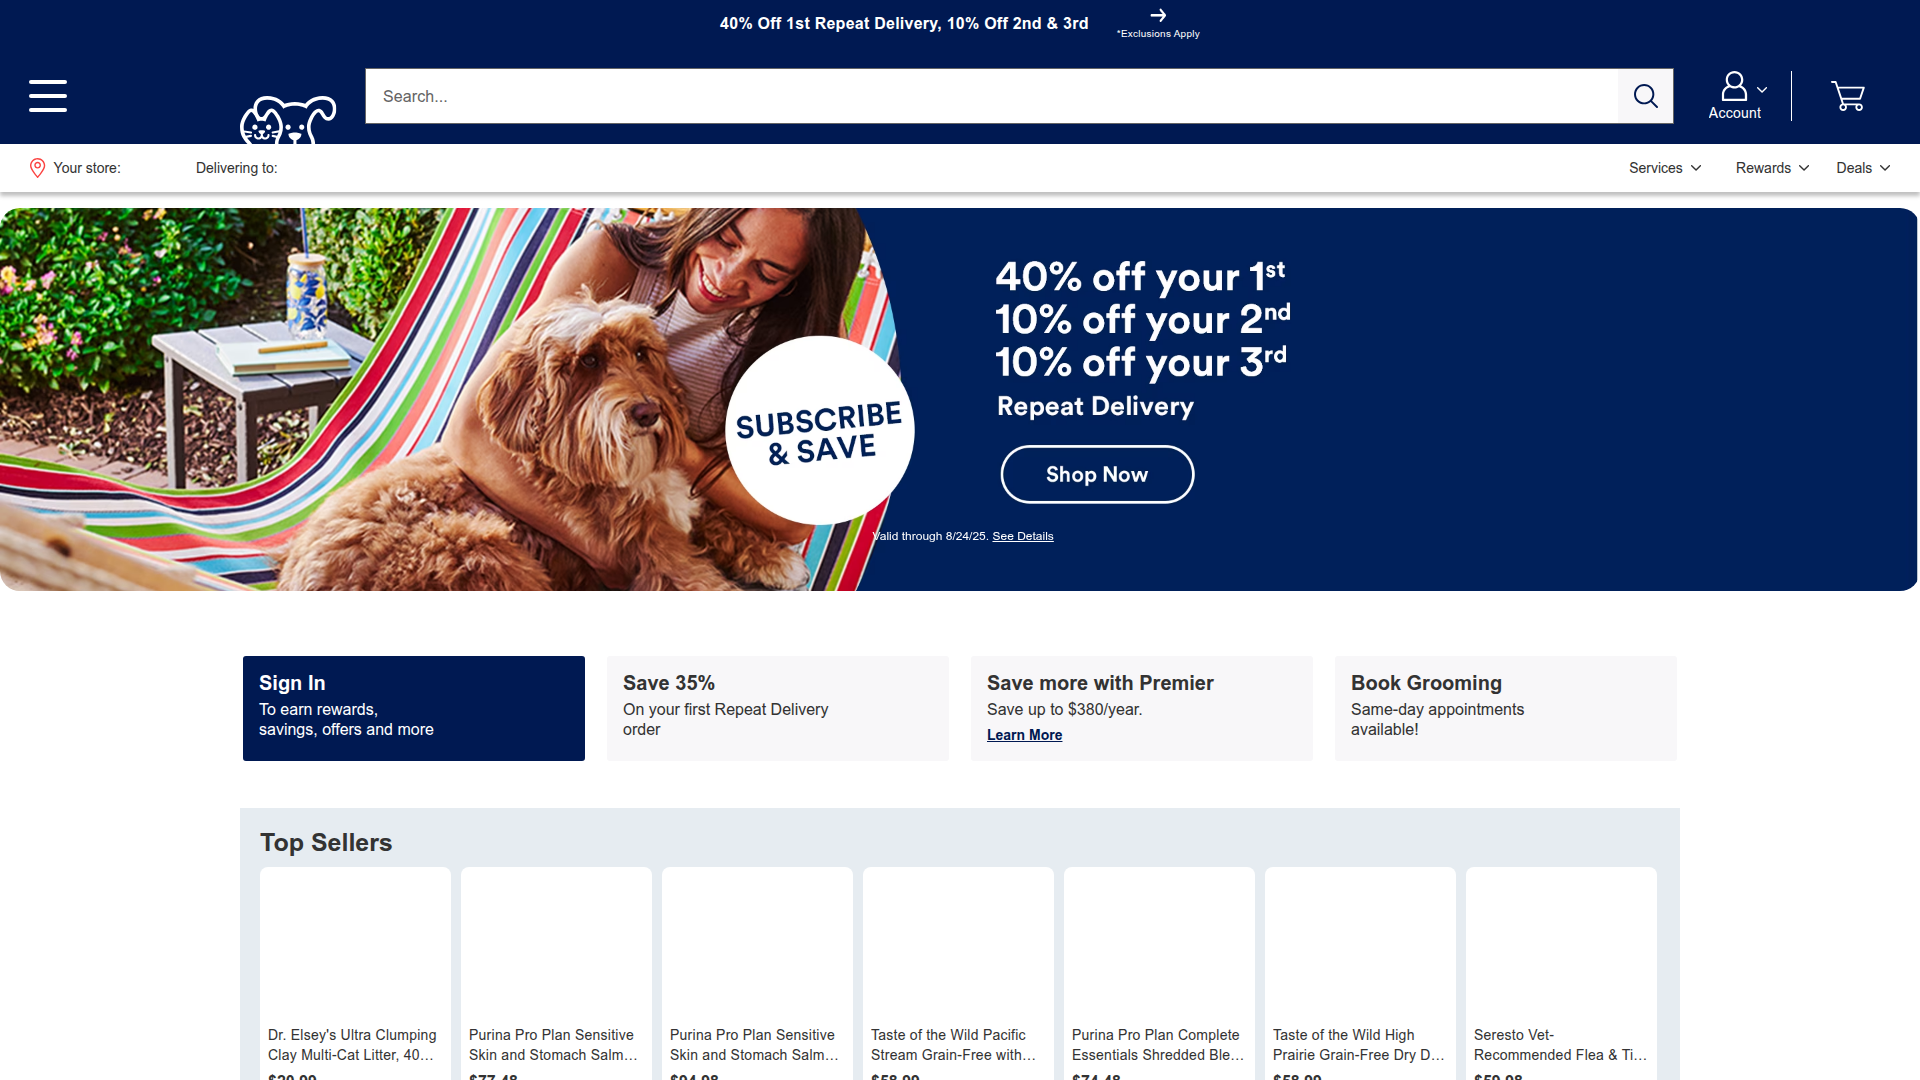 40% Off 1st Repeat Delivery, 10% Off 2nd & 3rd
*Exclusions Apply
Search...
Account
Your store:
Delivering to:
Services
Rewards
Deals
40% off your 1st
10% off your 2nd
10% off your 3rd
Repeat Delivery
SUBSCRIBE
& SAVE
Shop Now
Valid through 8/24/25. See Details
Sign In
To earn rewards,
savings, offers and more
Save 35%
On your first Repeat Delivery
order
Save more with Premier
Save up to $380/year.
Learn More
Book Grooming
Same-day appointments
available!
Top Sellers
Dr. Elsey's Ultra Clumping
Clay Multi-Cat Litter, 40...
Purina Pro Plan Sensitive
Skin and Stomach Salm...
Purina Pro Plan Sensitive
Skin and Stomach Salm...
Taste of the Wild Pacific
Stream Grain-Free with...
Purina Pro Plan Complete
Essentials Shredded Ble...
Taste of the Wild High
Prairie Grain-Free Dry D...
Seresto Vet-
Recommended Flea & Ti...